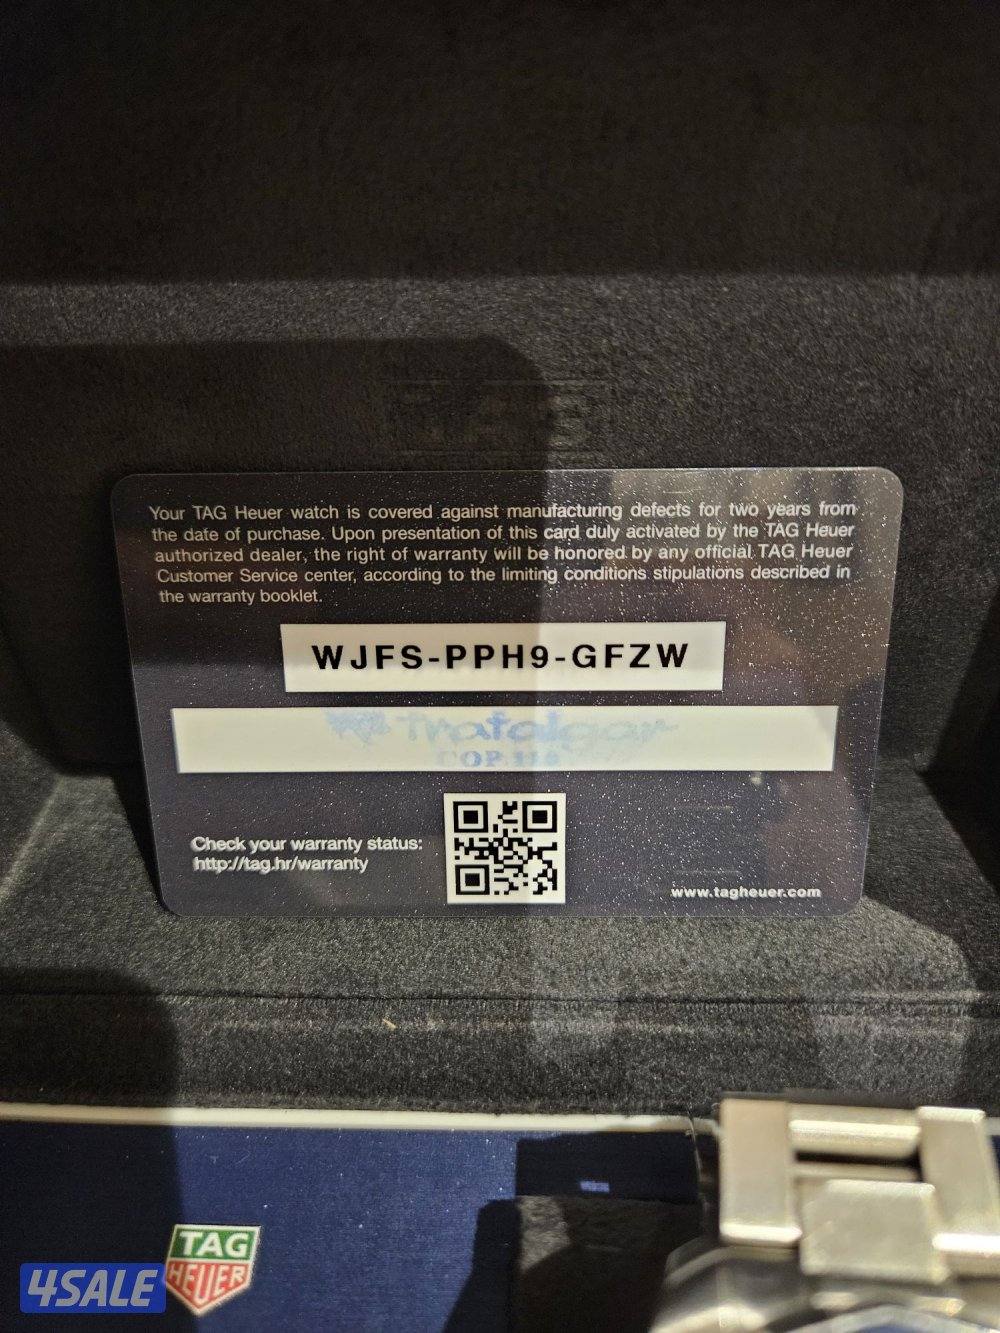 Your TAG Heuer watch is covered against manufacturing defects for two years from
the date of purchase. Upon presentation of this card duly activated by the TAG Heuer
authorized dealer, the right of warranty will be honored by any official TAG Heuer
Customer Service center, according to the limiting conditions stipulations described in
the warranty booklet.
WJFS-PPH9-GFZW
Trafalgar
Check your warranty status:
http://tag.hr/warranty
www.tagheuer.com
TAG
HEUER
4SALE